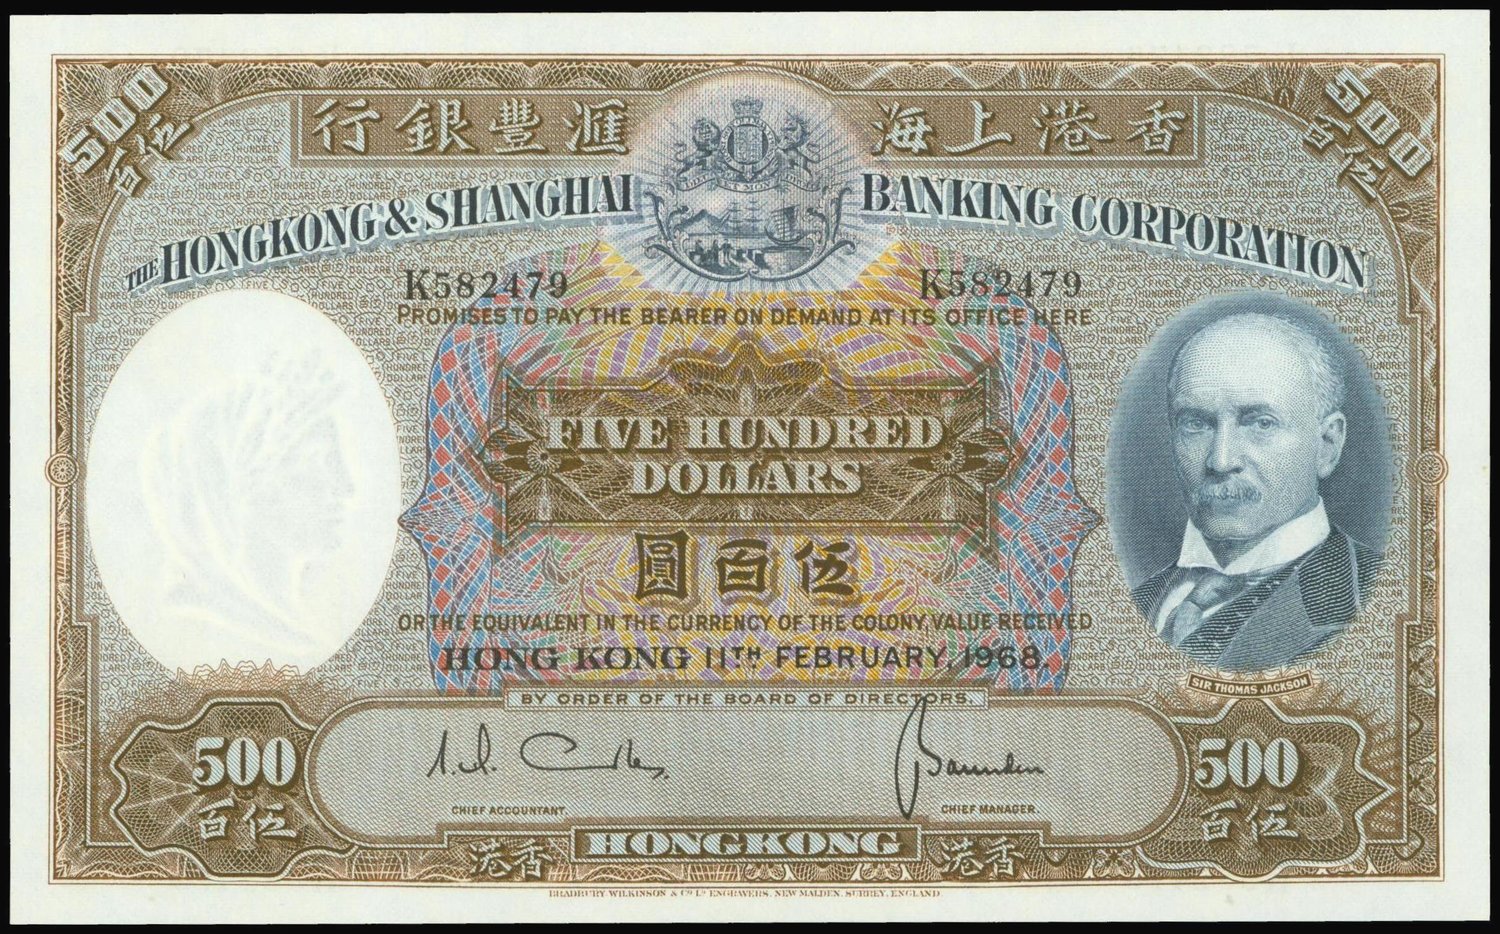 500 500
百伍 百伍
行銀豐滙 海上港香
THE HONGKONG & SHANGHAI BANKING CORPORATION
K582479 K582479
PROMISES TO PAY THE BEARER ON DEMAND AT ITS OFFICE HERE
FIVE HUNDRED
DOLLARS
圓百伍
OR THE EQUIVALENT IN THE CURRENCY OF THE COLONY, VALUE RECEIVED
HONG KONG 11TH FEBRUARY, 1968.
SIR THOMAS JACKSON
BY ORDER OF THE BOARD OF DIRECTORS.
500 500
百伍 百伍
CHIEF ACCOUNTANT. CHIEF MANAGER.
港香 HONGKONG 港香
BRADBURY WILKINSON & Co. Ld. ENGRAVERS, NEW MALDEN, SURREY, ENGLAND